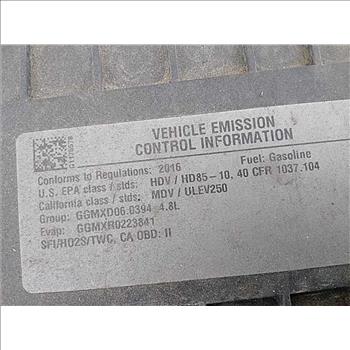 VEHICLE EMISSION
CONTROL INFORMATION
Conforms to Regulations: 2016 Fuel: Gasoline
U.S. EPA class / stds: HDV / HD85-10, 40 CFR 1037.104
California class / stds: MDV / ULEV250
Group: GGMXD06.0394 4.8L
Evap: GGMXR0223841
SFI/HO2S/TWC, CA OBD: II